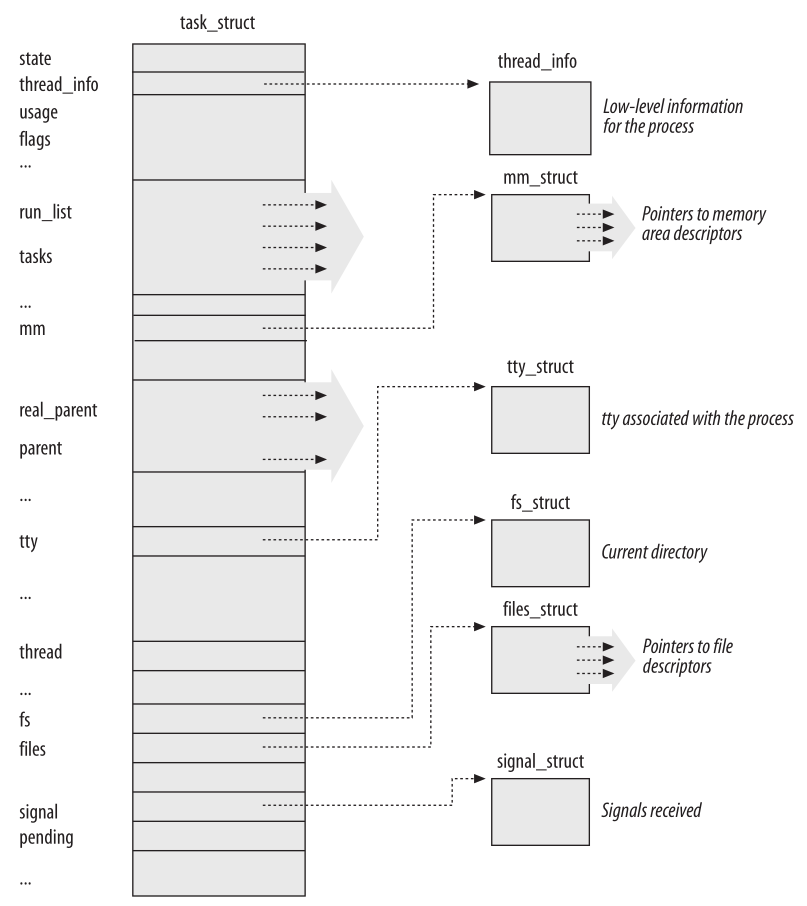 task_struct
state
thread_info
usage
flags
...
run_list
tasks
...
mm
real_parent
parent
...
tty
...
thread
...
fs
files
signal
pending
...
thread_info
Low-level information
for the process
mm_struct
Pointers to memory
area descriptors
tty_struct
tty associated with the process
fs_struct
Current directory
files_struct
Pointers to file
descriptors
signal_struct
Signals received